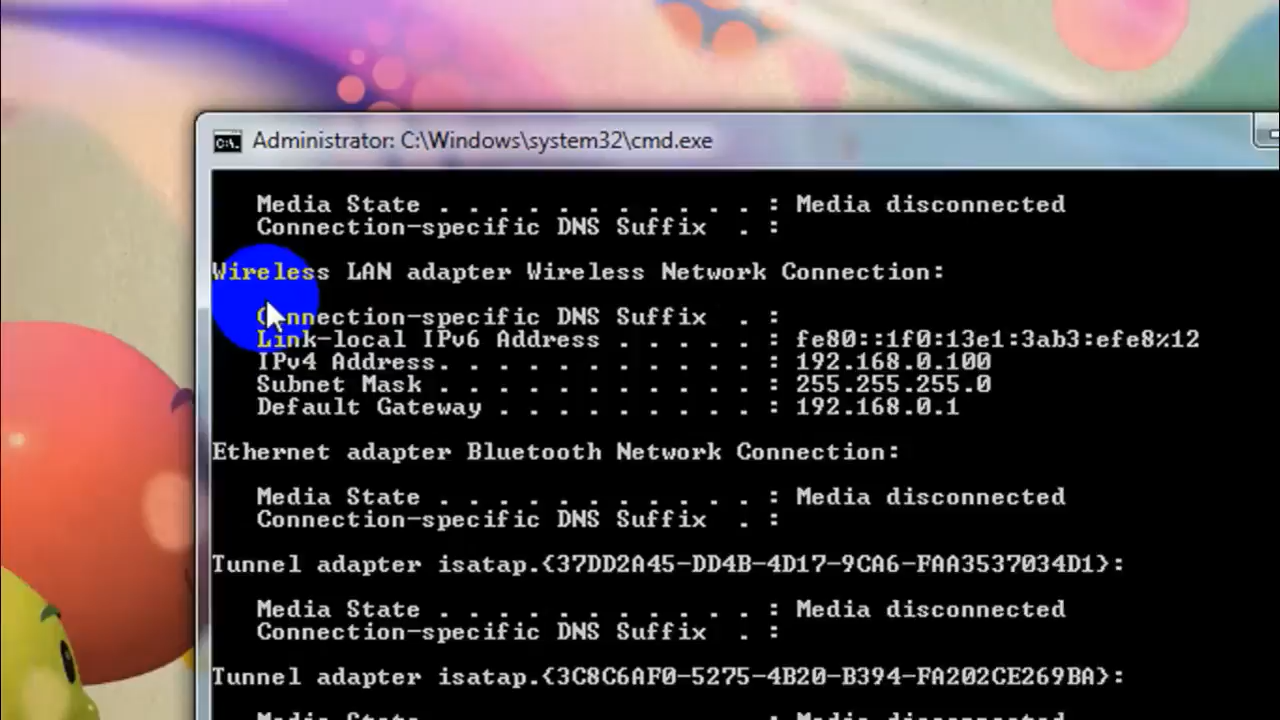 Administrator: C:\Windows\system32\cmd.exe
Media State . . . . . . . . . . . : Media disconnected
Connection-specific DNS Suffix  . :
Wireless LAN adapter Wireless Network Connection:
Connection-specific DNS Suffix  . :
Link-local IPv6 Address . . . . . : fe80::1f0:13e1:3ab3:efe8%12
IPv4 Address. . . . . . . . . . . : 192.168.0.100
Subnet Mask . . . . . . . . . . . : 255.255.255.0
Default Gateway . . . . . . . . . : 192.168.0.1
Ethernet adapter Bluetooth Network Connection:
Media State . . . . . . . . . . . : Media disconnected
Connection-specific DNS Suffix  . :
Tunnel adapter isatap.{37DD2A45-DD4B-4D17-9CA6-FAA3537034D1}:
Media State . . . . . . . . . . . : Media disconnected
Connection-specific DNS Suffix  . :
Tunnel adapter isatap.{3C8C6AF0-5275-4B20-B394-FA202CE269BA}:
Media State . . . . . . . . . . . : Media disconnected